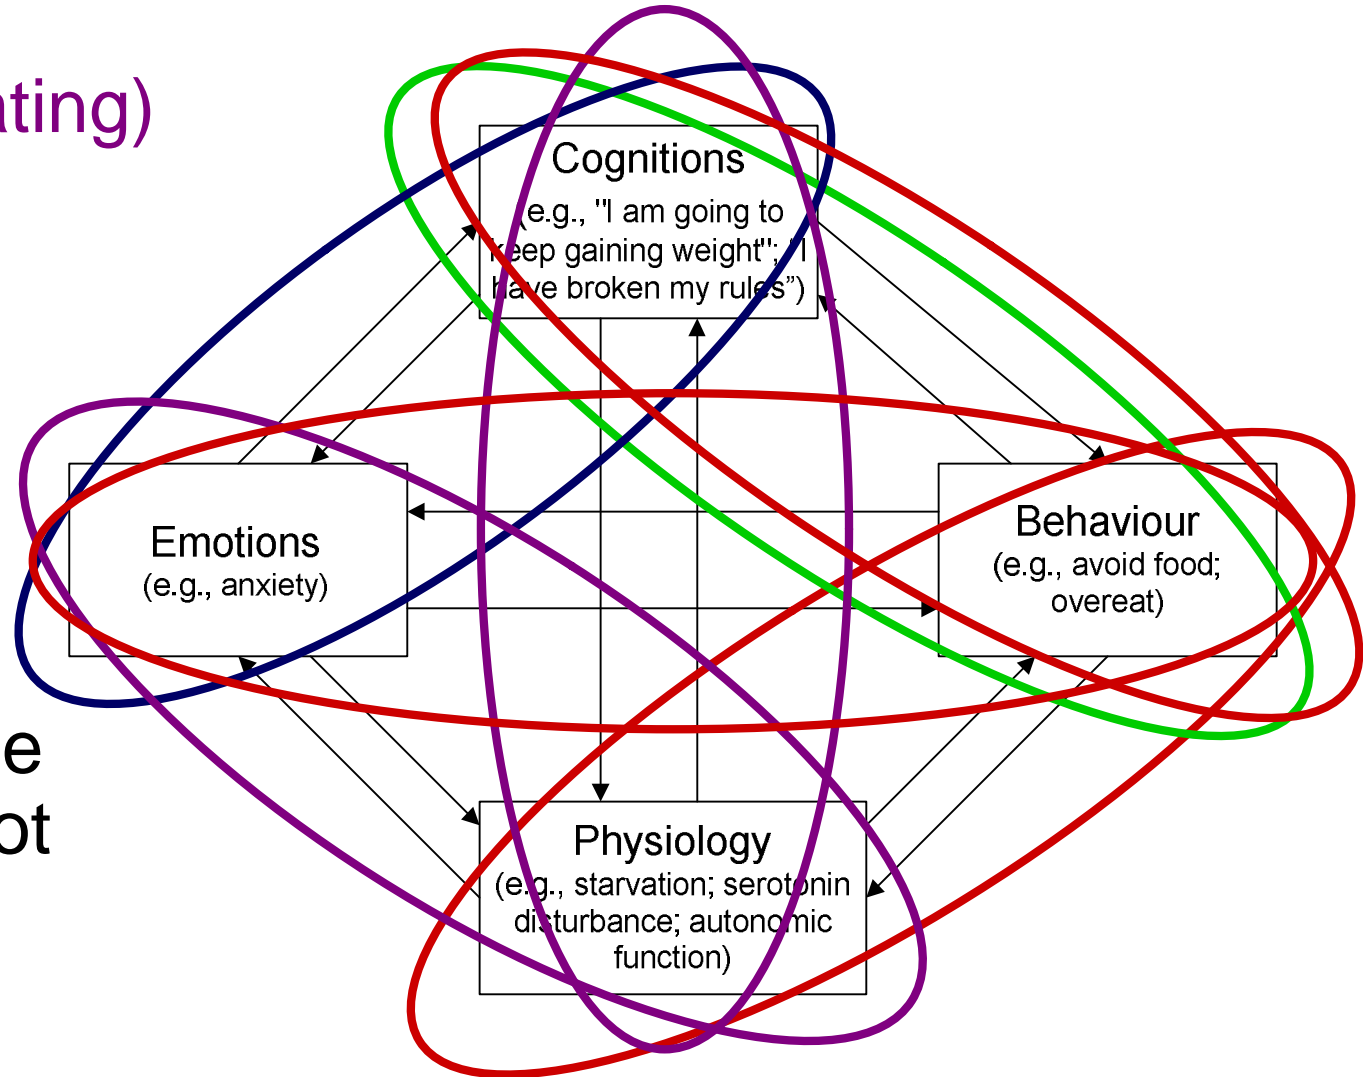 ating)
Cognitions
(e.g., "I am going to
keep gaining weight"; “I
have broken my rules”)
Emotions
(e.g., anxiety)
Behaviour
(e.g., avoid food;
overeat)
e
ot
Physiology
(e.g., starvation; serotonin
disturbance; autonomic
function)